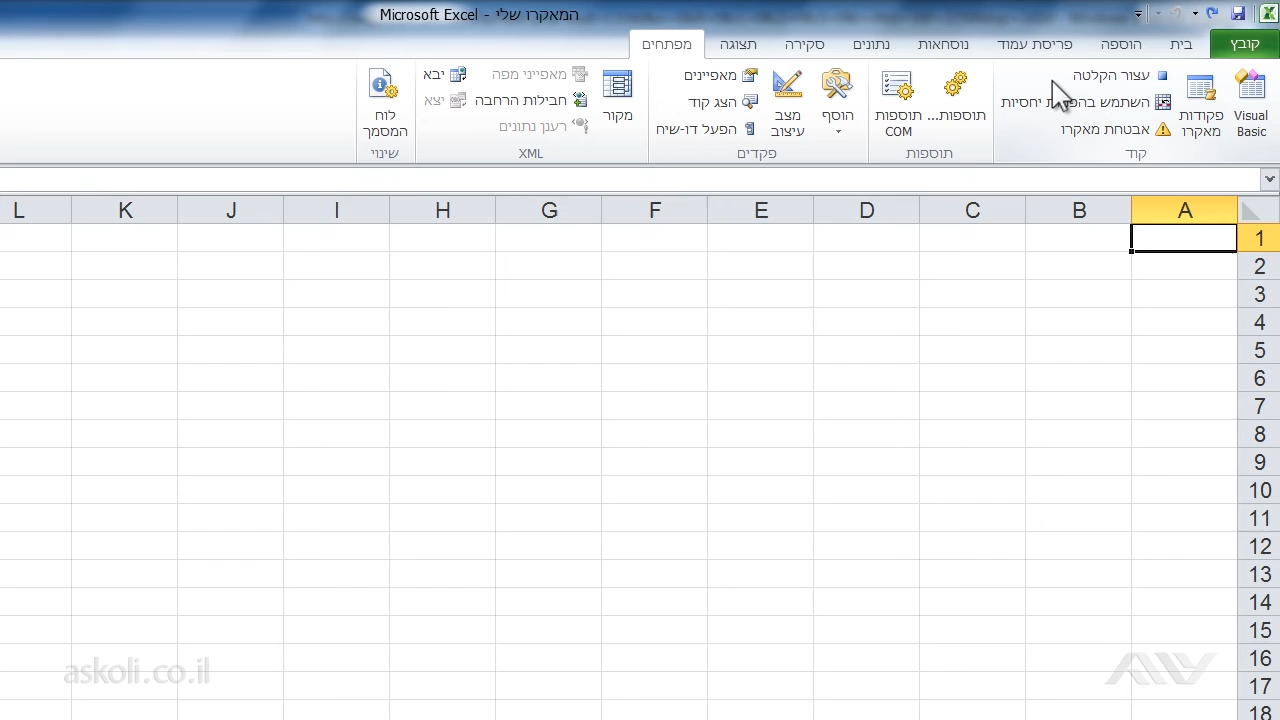 המאקרו שלי - Microsoft Excel
קובץ
בית
הוספה
פריסת עמוד
נוסחאות
נתונים
סקירה
תצוגה
מפתחים
Visual Basic
פקודות מאקרו
עצור הקלטה
יחסיות
אבטחת מאקרו
קוד
תוספות...
תוספות COM
תוספות
הוסף
מצב עיצוב
מאפיינים
הצג קוד
הפעל דו-שיח
פקדים
מקור
מאפייני מפה
חבילות הרחבה
רענן נתונים
יבא
יצא
XML
לוח המסמך
שינוי
A B C D E F G H I J K L
1
2
3
4
5
6
7
8
9
10
11
12
13
14
15
16
17
18
askoli.co.il